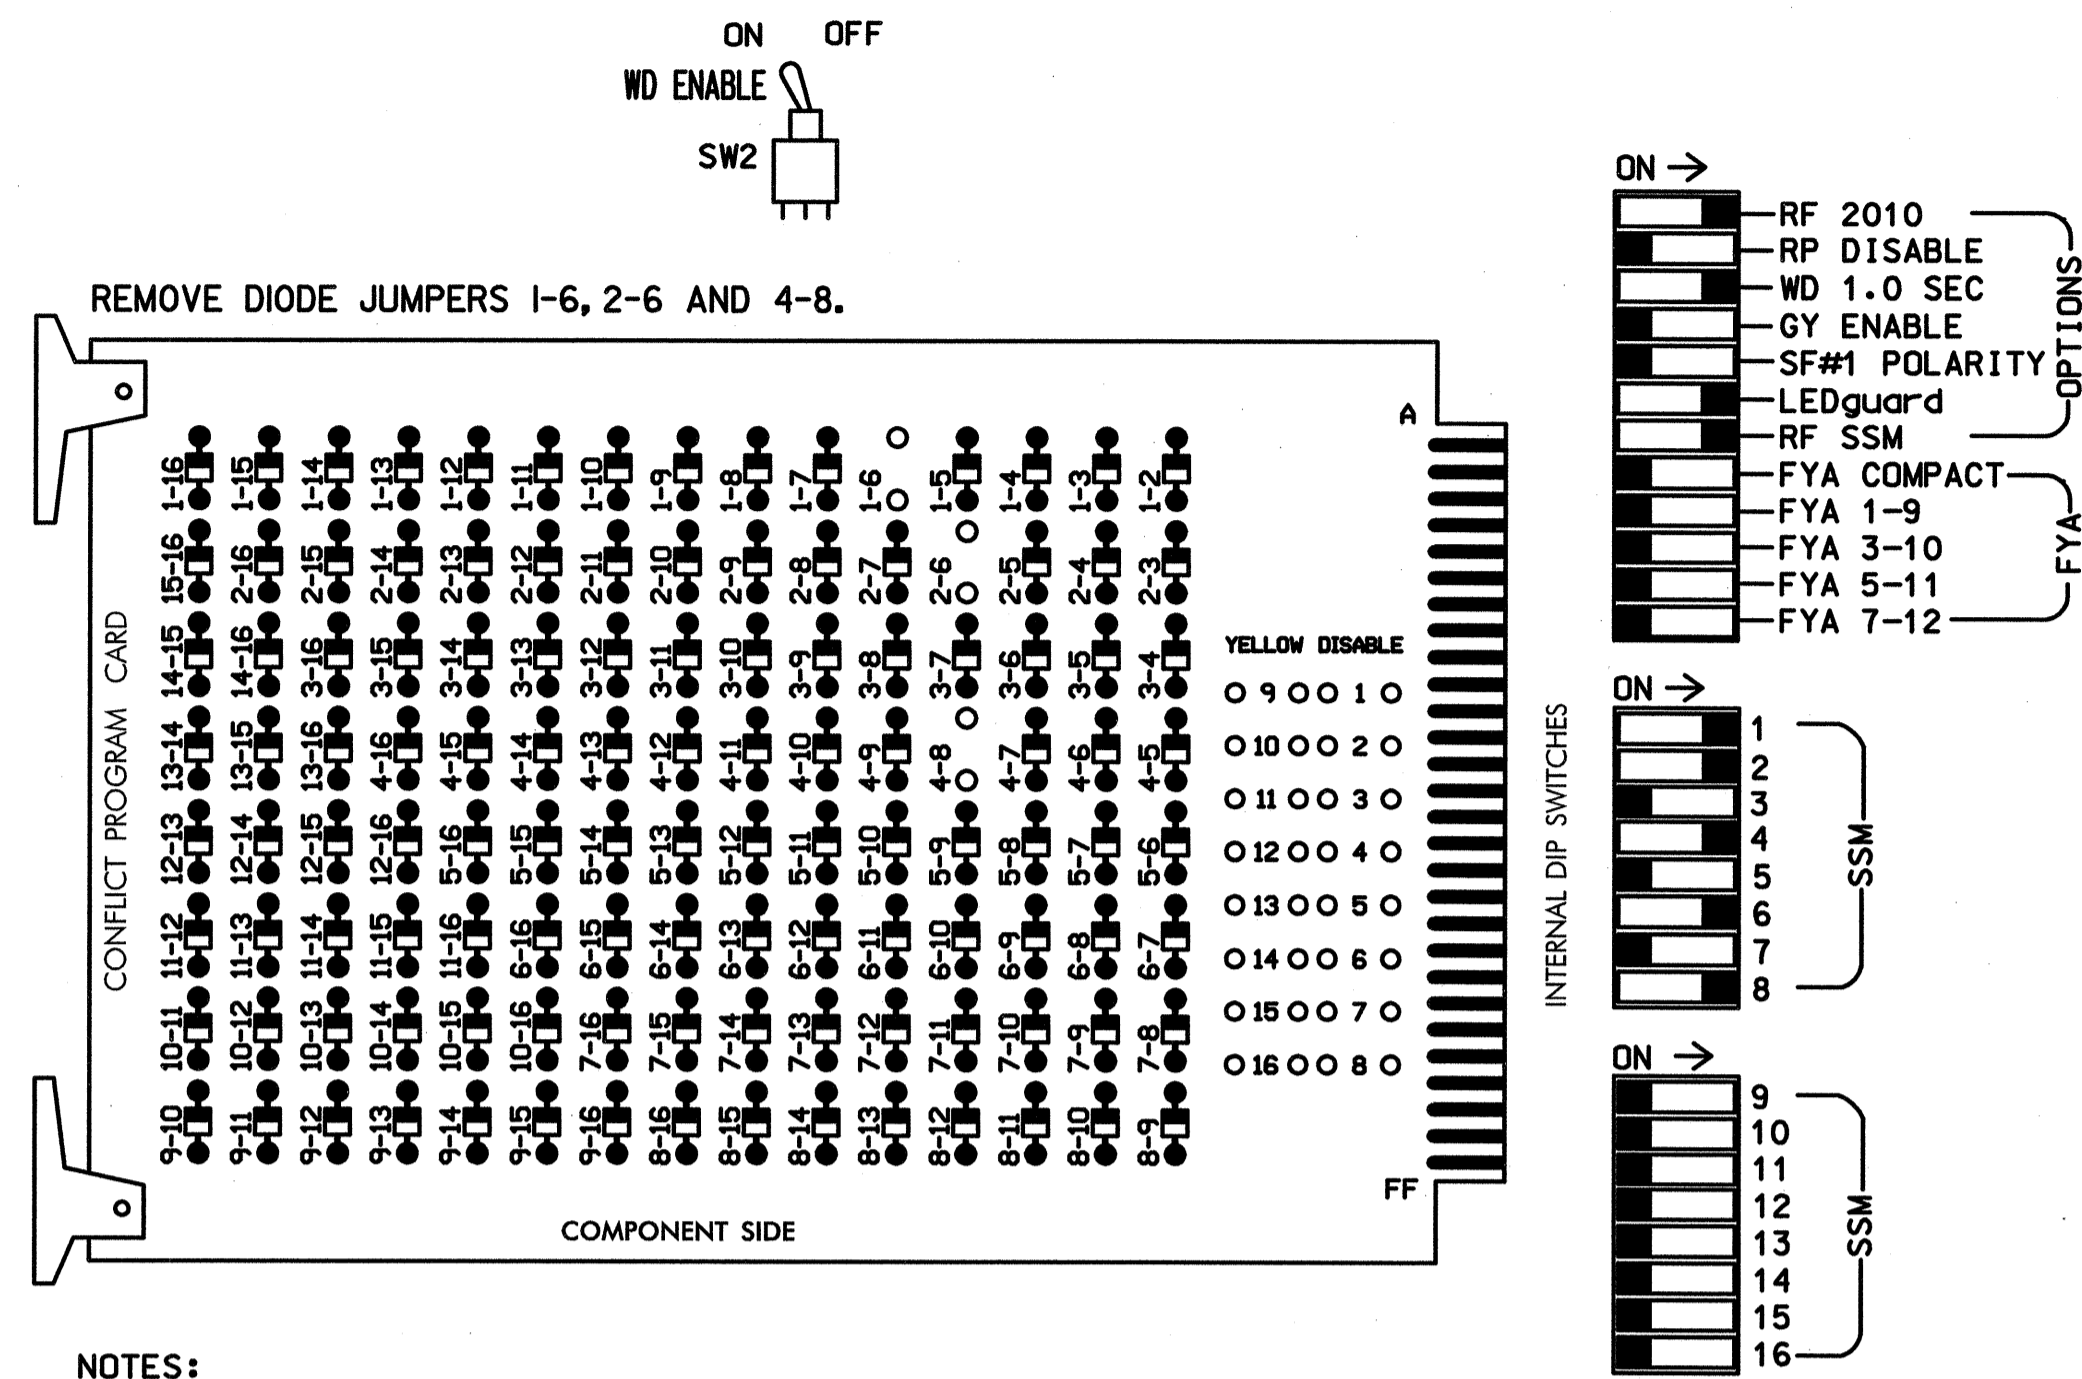 ON OFF
WD ENABLE
SW2
REMOVE DIODE JUMPERS 1-6, 2-6 AND 4-8.
CONFLICT PROGRAM CARD
A
1-16 1-15 1-14 1-13 1-12 1-11 1-10 1-9 1-8 1-7 1-6 1-5 1-4 1-3 1-2
15-16 2-16 2-15 2-14 2-13 2-12 2-11 2-10 2-9 2-8 2-7 2-6 2-5 2-4 2-3
14-15 14-16 3-16 3-15 3-14 3-13 3-12 3-11 3-10 3-9 3-8 3-7 3-6 3-5 3-4
13-14 13-15 13-16 4-16 4-15 4-14 4-13 4-12 4-11 4-10 4-9 4-8 4-7 4-6 4-5
12-13 12-14 12-15 12-16 5-16 5-15 5-14 5-13 5-12 5-11 5-10 5-9 5-8 5-7 5-6
11-12 11-13 11-14 11-15 11-16 6-16 6-15 6-14 6-13 6-12 6-11 6-10 6-9 6-8 6-7
10-11 10-12 10-13 10-14 10-15 10-16 7-16 7-15 7-14 7-13 7-12 7-11 7-10 7-9 7-8
9-10 9-11 9-12 9-13 9-14 9-15 9-16 8-16 8-15 8-14 8-13 8-12 8-11 8-10 8-9
YELLOW DISABLE
9 1
10 2
11 3
12 4
13 5
14 6
15 7
16 8
FF
COMPONENT SIDE
INTERNAL DIP SWITCHES
ON →
RF 2010
RP DISABLE
WD 1.0 SEC
GY ENABLE
SF#1 POLARITY
LEDguard
RF SSM
OPTIONS
FYA COMPACT
FYA 1-9
FYA 3-10
FYA 5-11
FYA 7-12
FYA
ON →
1
2
3
4
5
6
7
8
SSM
ON →
9
10
11
12
13
14
15
16
SSM
NOTES: